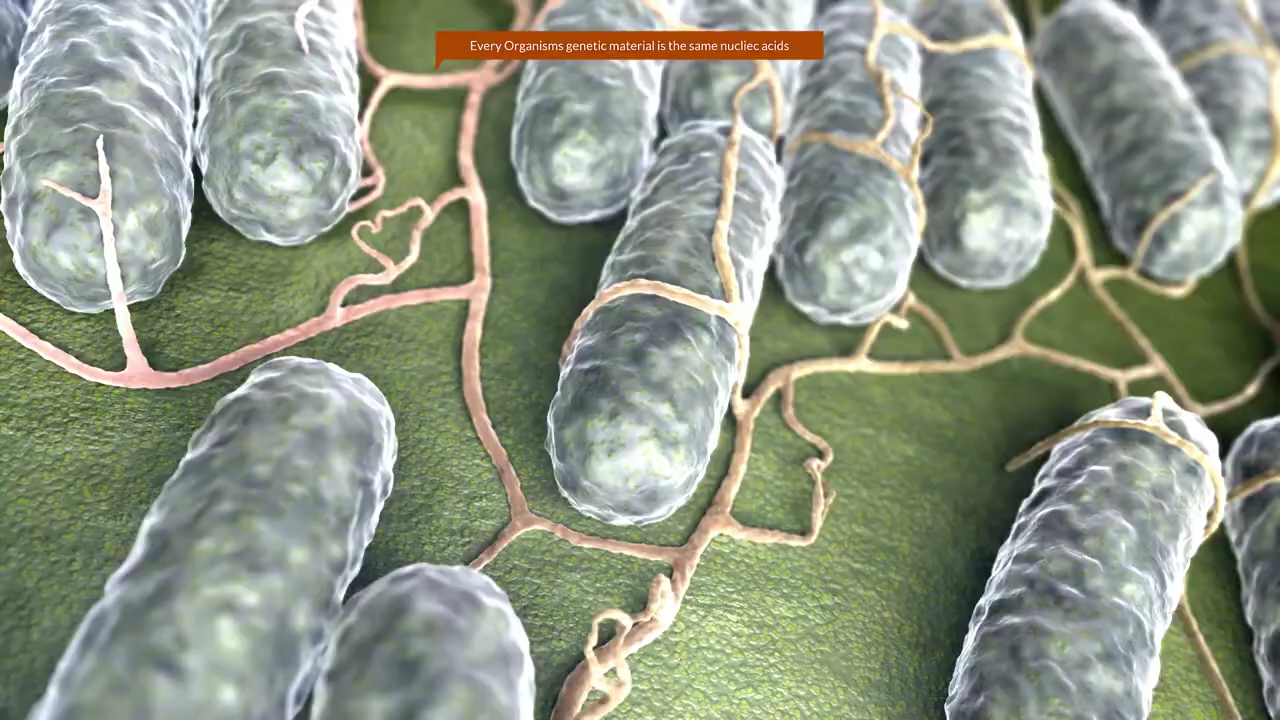 Every Organisms genetic material is the same nucliec acids